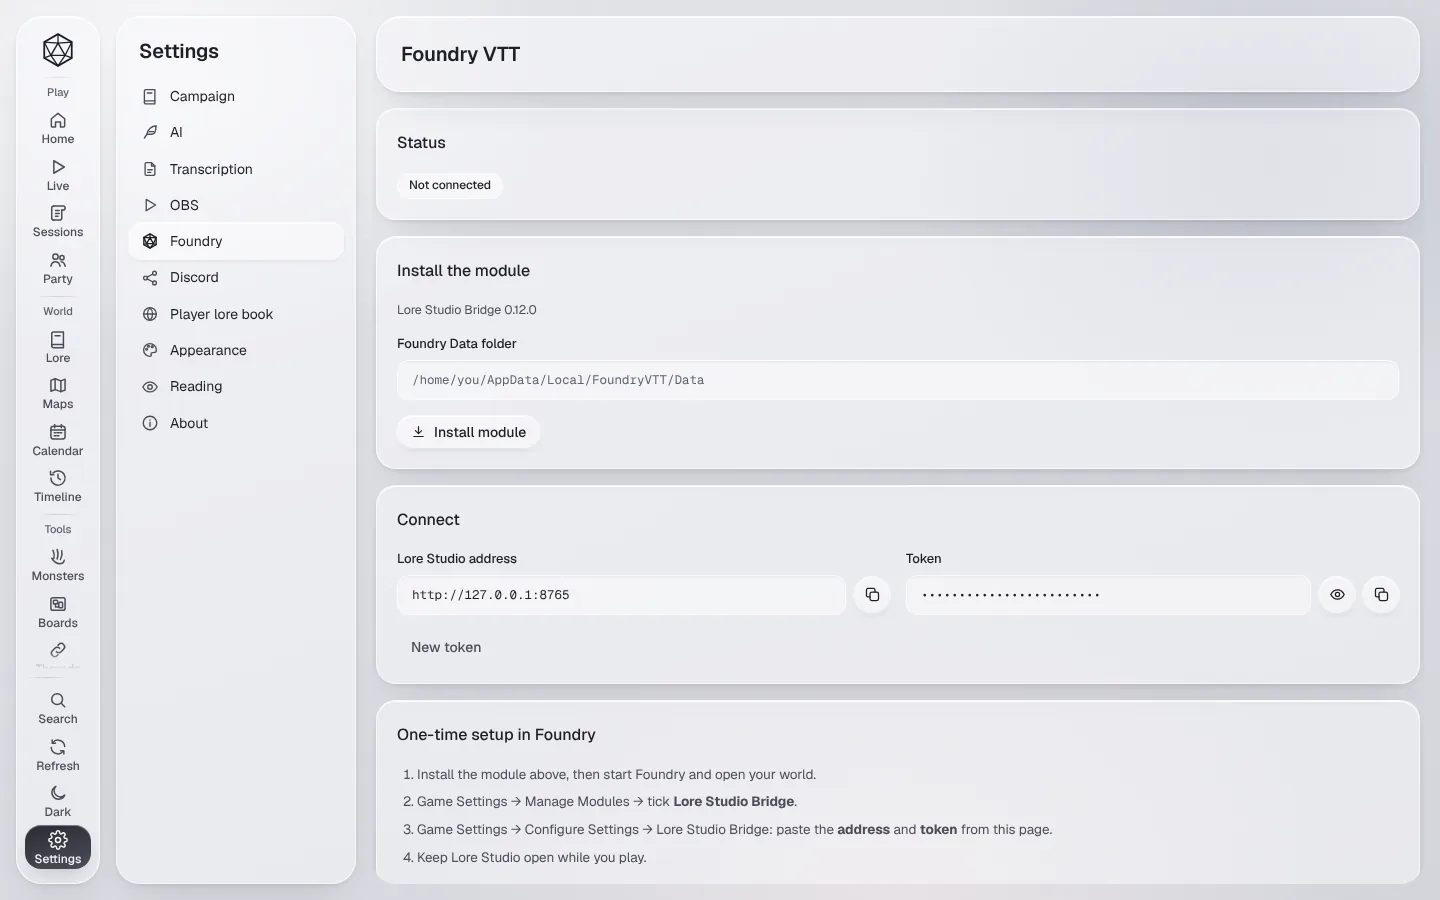 Play
Home
Live
Sessions
Party
World
Lore
Maps
Calendar
Timeline
Tools
Monsters
Boards
Search
Refresh
Dark
Settings
Settings
Campaign
AI
Transcription
OBS
Foundry
Discord
Player lore book
Appearance
Reading
About
Foundry VTT
Status
Not connected
Install the module
Lore Studio Bridge 0.12.0
Foundry Data folder
/home/you/AppData/Local/FoundryVTT/Data
Install module
Connect
Lore Studio address
Token
http://127.0.0.1:8765
••••••••••••••••••••••••
New token
One-time setup in Foundry
1. Install the module above, then start Foundry and open your world.
2. Game Settings → Manage Modules → tick Lore Studio Bridge.
3. Game Settings → Configure Settings → Lore Studio Bridge: paste the address and token from this page.
4. Keep Lore Studio open while you play.